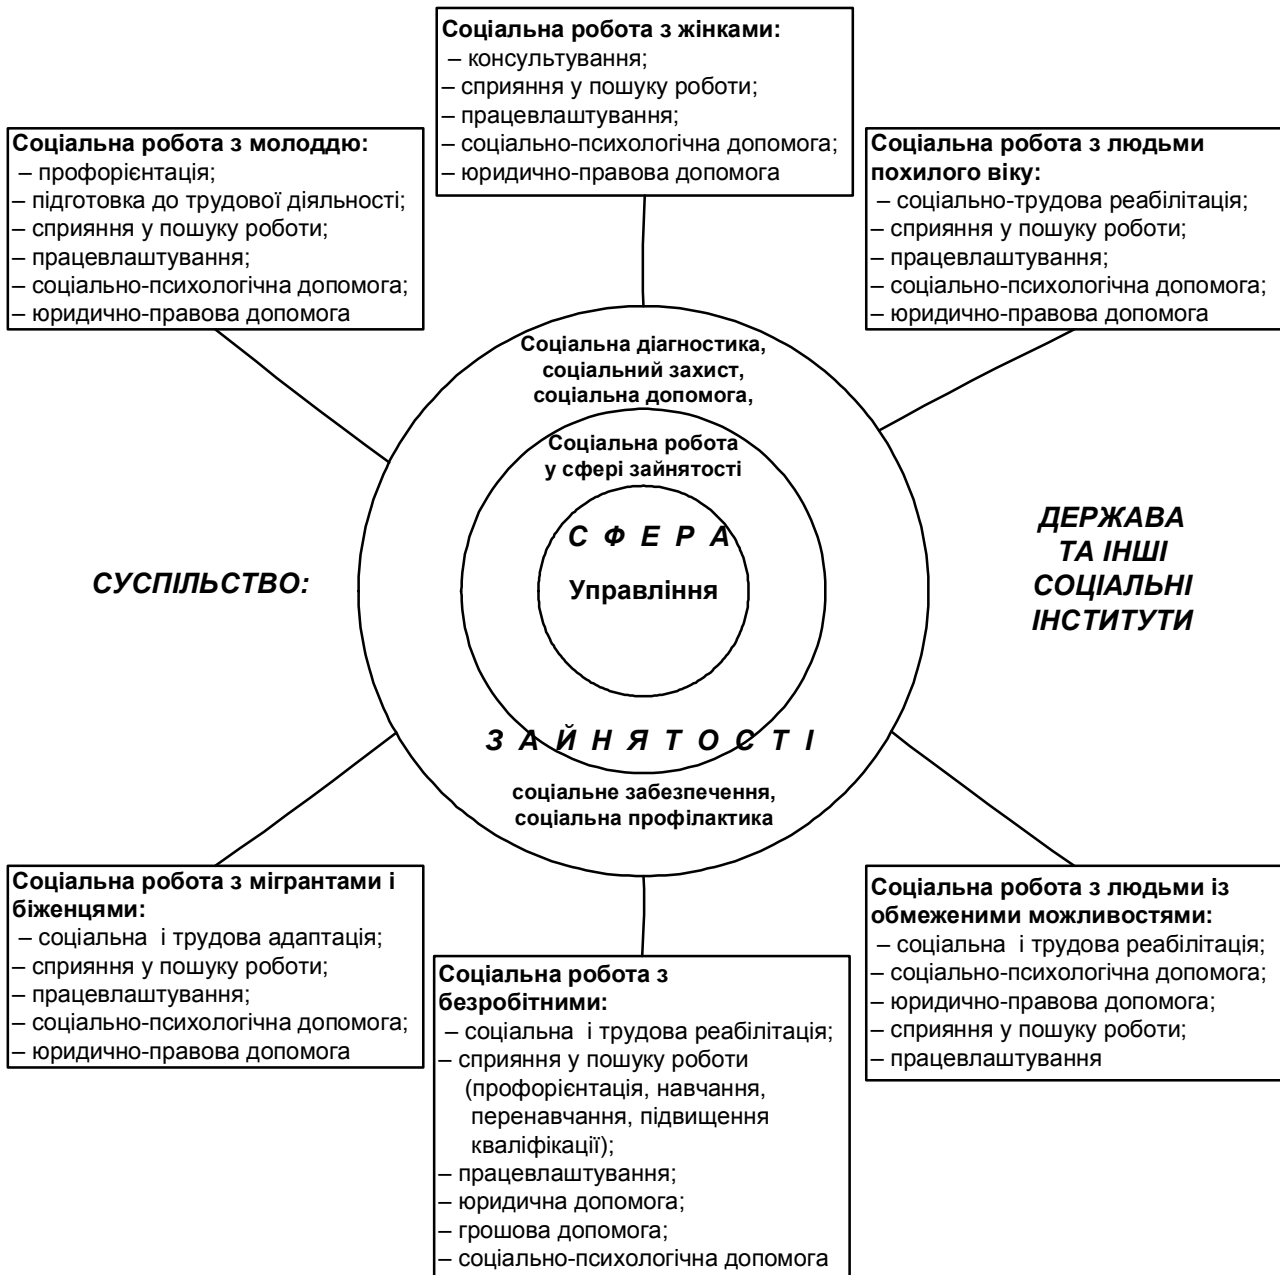 Соціальна робота з жінками:
– консультування;
– сприяння у пошуку роботи;
– працевлаштування;
– соціально-психологічна допомога;
– юридично-правова допомога
Соціальна робота з молоддю:
– профорієнтація;
– підготовка до трудової діяльності;
– сприяння у пошуку роботи;
– працевлаштування;
– соціально-психологічна допомога;
– юридично-правова допомога
Соціальна робота з людьми
похилого віку:
– соціально-трудова реабілітація;
– сприяння у пошуку роботи;
– працевлаштування;
– соціально-психологічна допомога;
– юридично-правова допомога
Соціальна діагностика,
соціальний захист,
соціальна допомога,
Соціальна робота
у сфері зайнятості
С Ф Е Р А
Управління
СУСПІЛЬСТВО:
ДЕРЖАВА
ТА ІНШІ
СОЦІАЛЬНІ
ІНСТИТУТИ
З А Й Н Я Т О С Т І
соціальне забезпечення,
соціальна профілактика
Соціальна робота з мігрантами і
біженцями:
– соціальна і трудова адаптація;
– сприяння у пошуку роботи;
– працевлаштування;
– соціально-психологічна допомога;
– юридично-правова допомога
Соціальна робота з
безробітними:
– соціальна і трудова реабілітація;
– сприяння у пошуку роботи
(профорієнтація, навчання,
перенавчання, підвищення
кваліфікації);
– працевлаштування;
– юридична допомога;
– грошова допомога;
– соціально-психологічна допомога
Соціальна робота з людьми із
обмеженими можливостями:
– соціальна і трудова реабілітація;
– соціально-психологічна допомога;
– юридично-правова допомога;
– сприяння у пошуку роботи;
– працевлаштування